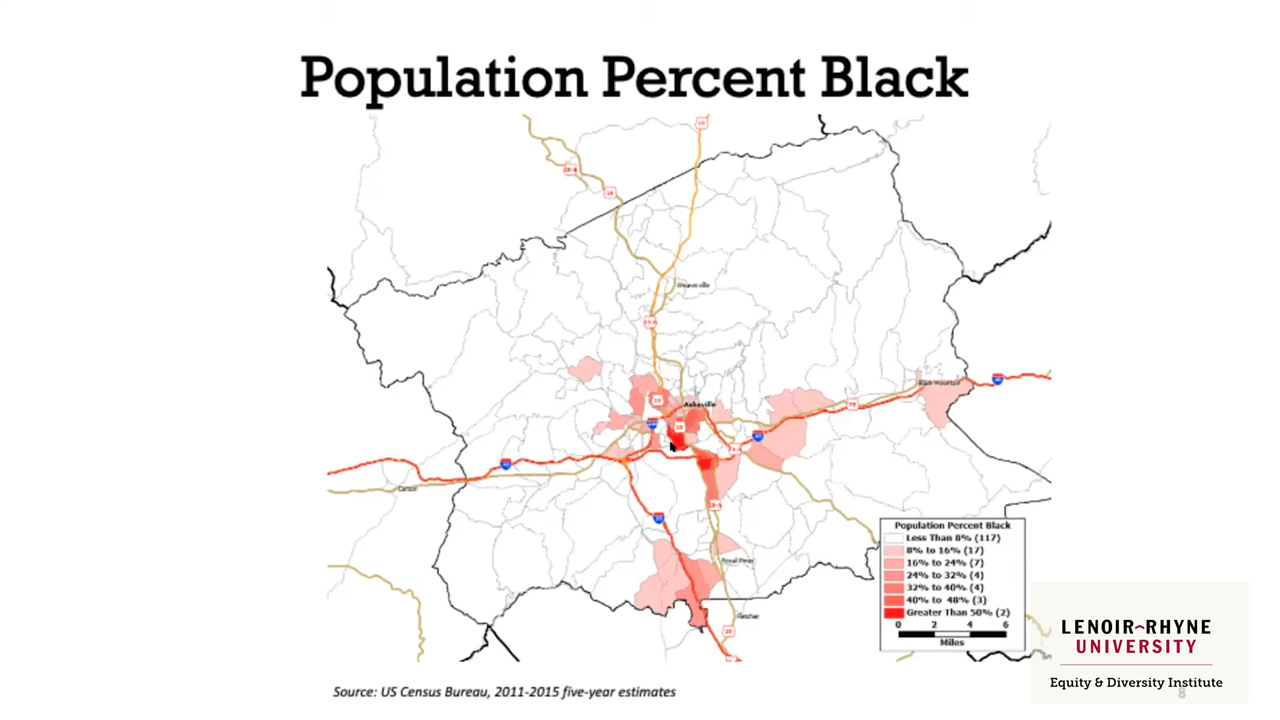 Population Percent Black
Weaverville
Asheville
Black Mountain
Canton
Royal Pines
Fletcher
Population Percent Black
Less Than 8% (117)
8% to 16% (17)
16% to 24% (7)
24% to 32% (4)
32% to 40% (4)
40% to 48% (3)
Greater Than 50% (2)
0 2 4 6
Miles
LENOIR-RHYNE
UNIVERSITY
Equity & Diversity Institute
Source: US Census Bureau, 2011-2015 five-year estimates
8